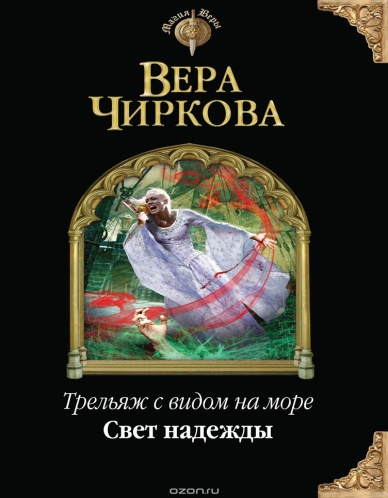 Магия Веры
ВЕРА
ЧИРКОВА
Трельяж с видом на море
Свет надежды
ozon.ru